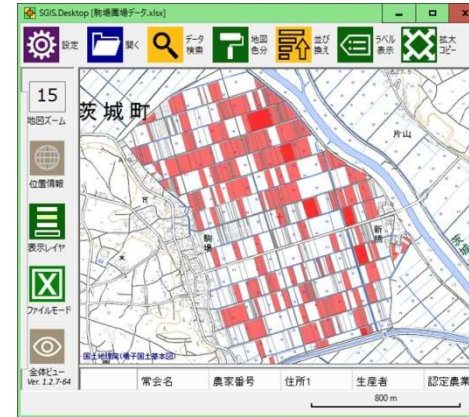 SGIS.Desktop [駒場圃場データ.xlsx]
設定
開く
データ
検索
地図
色分
並び
換え
ラベル
表示
拡大
コピー
15
地図ズーム
位置情報
表示レイヤ
ファイルモード
全体ビュー
Ver. 1.2.7-64
茨城町
片山
駒場
新橋
国土地理院(電子国土基本図)
常会名
農家番号
住所1
生産者
認定農業
800 m